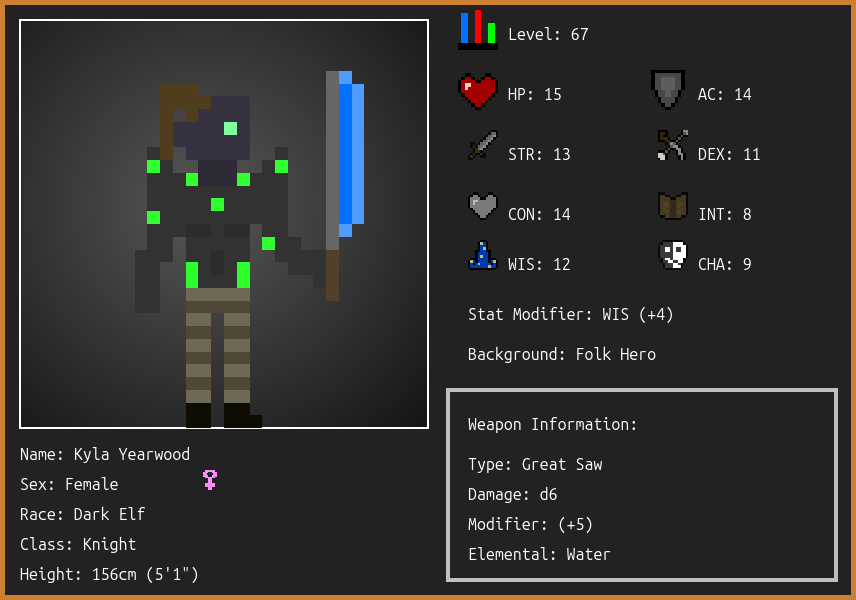 Level: 67
HP: 15
AC: 14
STR: 13
DEX: 11
CON: 14
INT: 8
WIS: 12
CHA: 9
Stat Modifier: WIS (+4)
Background: Folk Hero
Weapon Information:
Type: Great Saw
Damage: d6
Modifier: (+5)
Elemental: Water
Name: Kyla Yearwood
Sex: Female
Race: Dark Elf
Class: Knight
Height: 156cm (5'1")